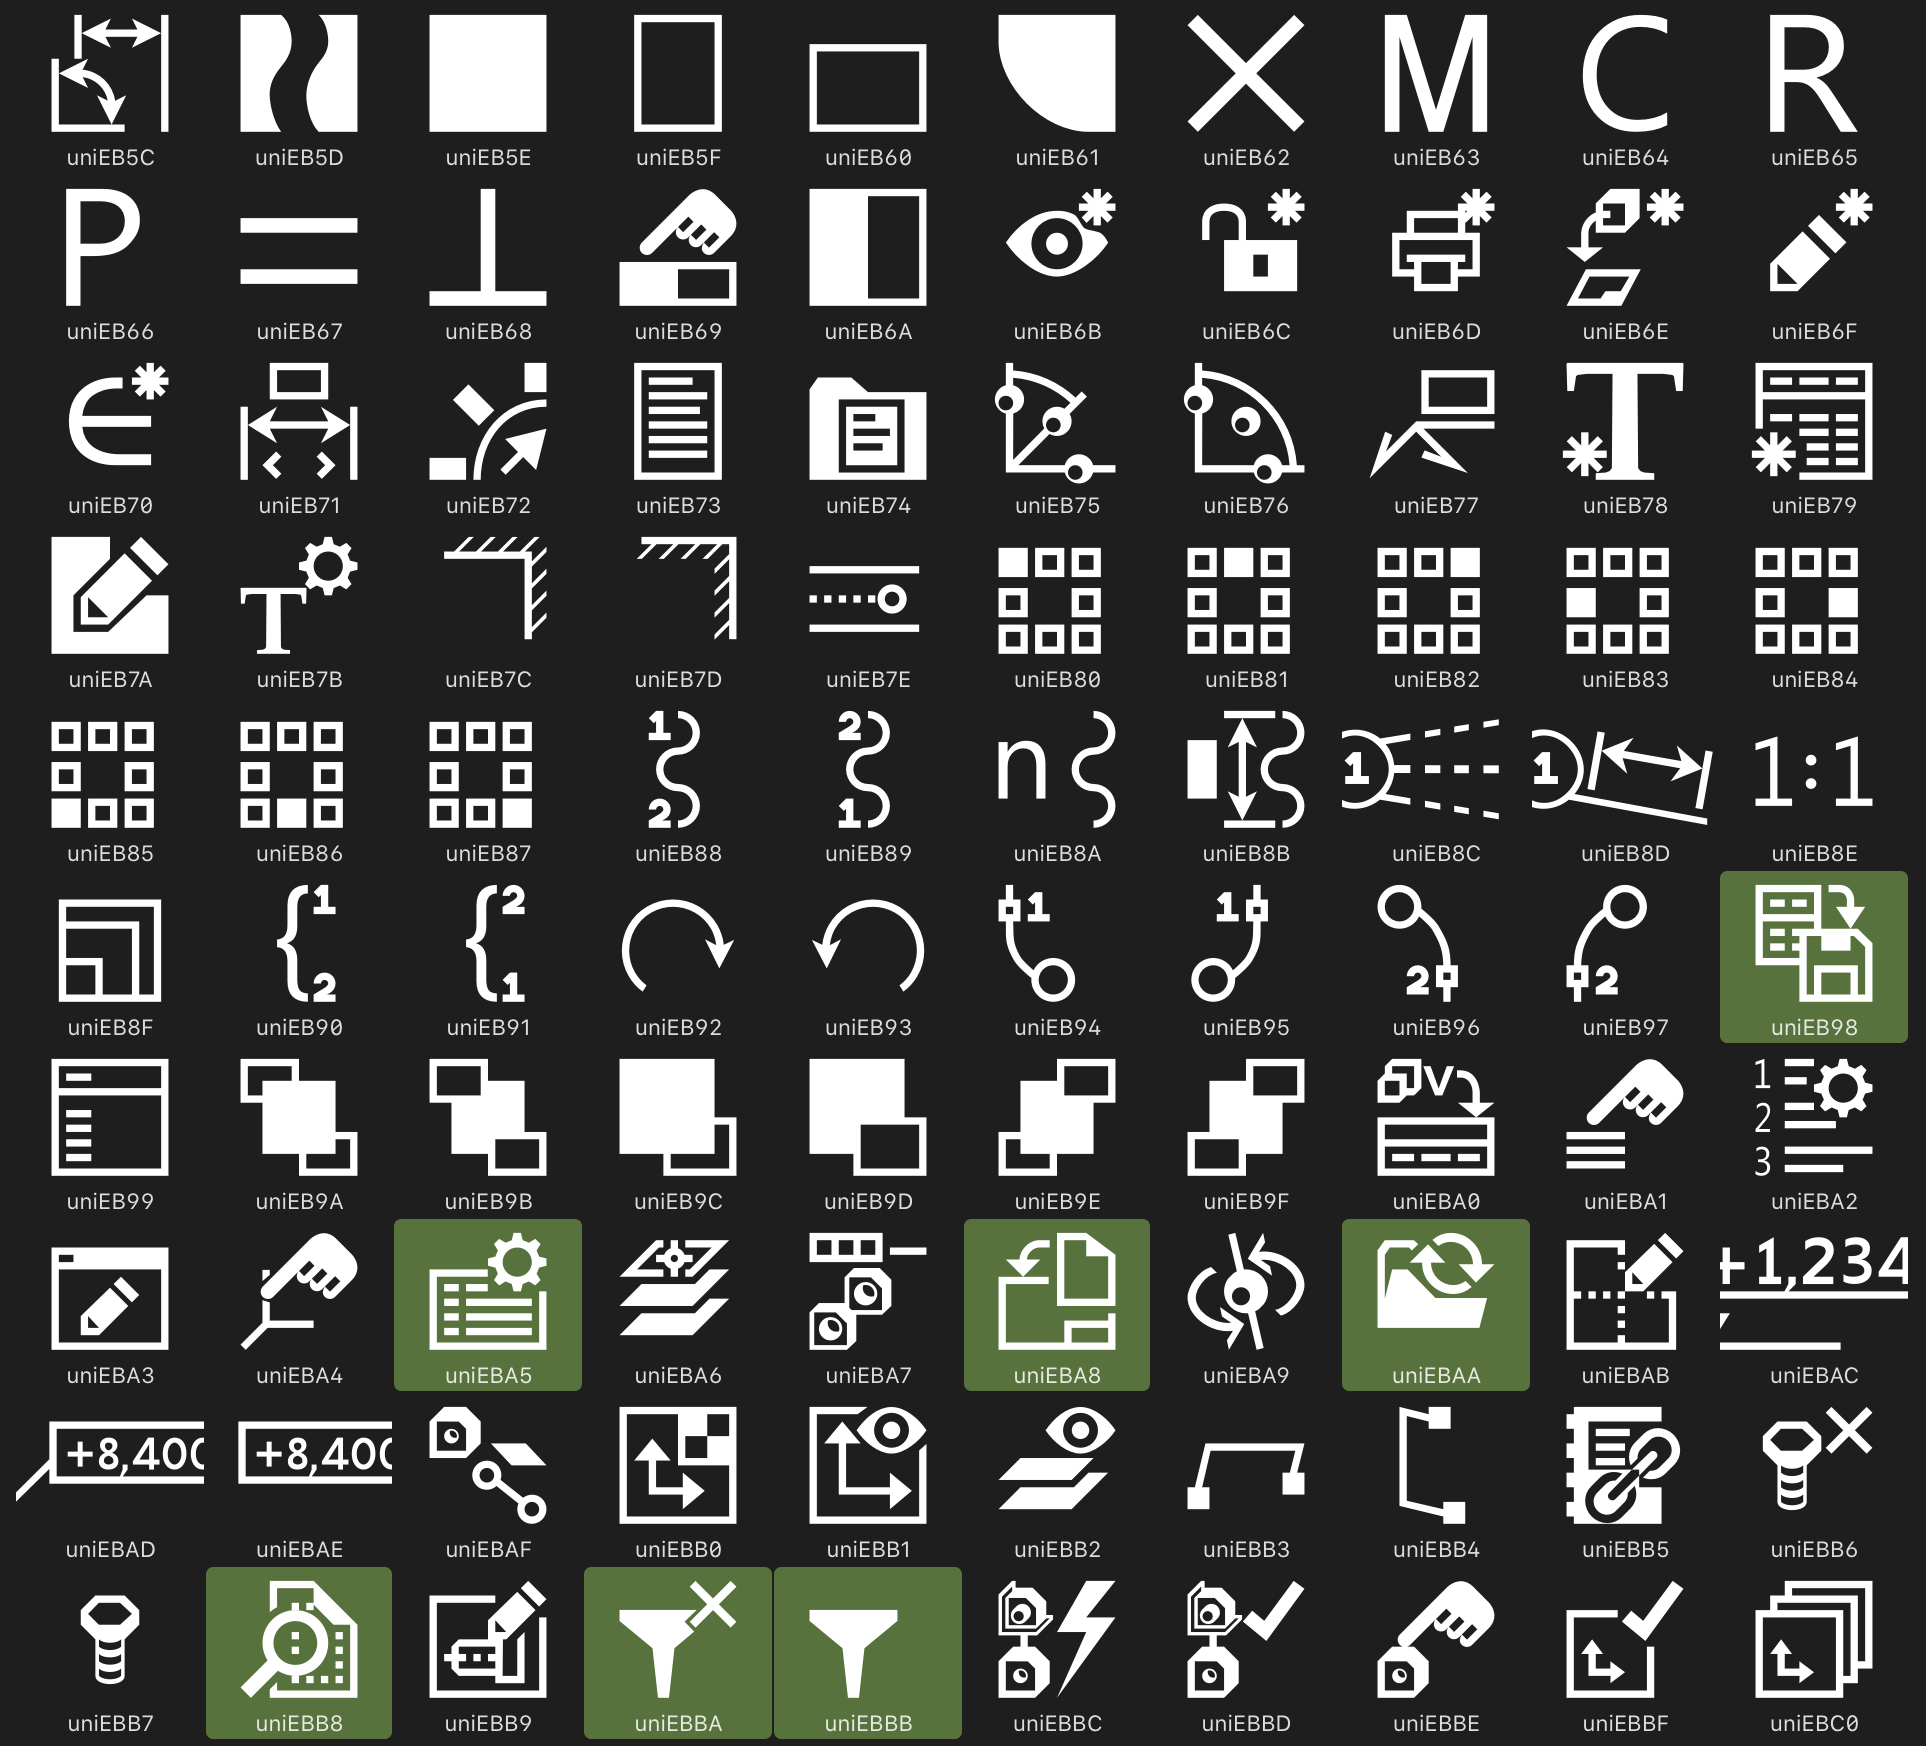 uniEB5C uniEB5D uniEB5E uniEB5F uniEB60 uniEB61 uniEB62 M uniEB63 C uniEB64 R uniEB65
P uniEB66 uniEB67 uniEB68 uniEB69 uniEB6A uniEB6B uniEB6C uniEB6D uniEB6E uniEB6F
uniEB70 uniEB71 uniEB72 uniEB73 uniEB74 uniEB75 uniEB76 uniEB77 T uniEB78 uniEB79
uniEB7A T uniEB7B uniEB7C uniEB7D uniEB7E uniEB80 uniEB81 uniEB82 uniEB83 uniEB84
uniEB85 uniEB86 uniEB87 1 2 uniEB88 2 1 uniEB89 n uniEB8A uniEB8B 1 uniEB8C 1 uniEB8D 1:1 uniEB8E
uniEB8F { 1 2 uniEB90 { 2 1 uniEB91 uniEB92 uniEB93 1 uniEB94 1 uniEB95 2 uniEB96 2 uniEB97 uniEB98
uniEB99 uniEB9A uniEB9B uniEB9C uniEB9D uniEB9E uniEB9F V uniEBA0 uniEBA1 1 2 3 uniEBA2
uniEBA3 uniEBA4 uniEBA5 uniEBA6 uniEBA7 uniEBA8 uniEBA9 uniEBAA uniEBAB +1,234 uniEBAC
+8,400 uniEBAD +8,400 uniEBAE uniEBAF uniEBB0 uniEBB1 uniEBB2 uniEBB3 uniEBB4 uniEBB5 uniEBB6
uniEBB7 uniEBB8 uniEBB9 uniEBBA uniEBBB uniEBBC uniEBBD uniEBBE uniEBBF uniEBC0